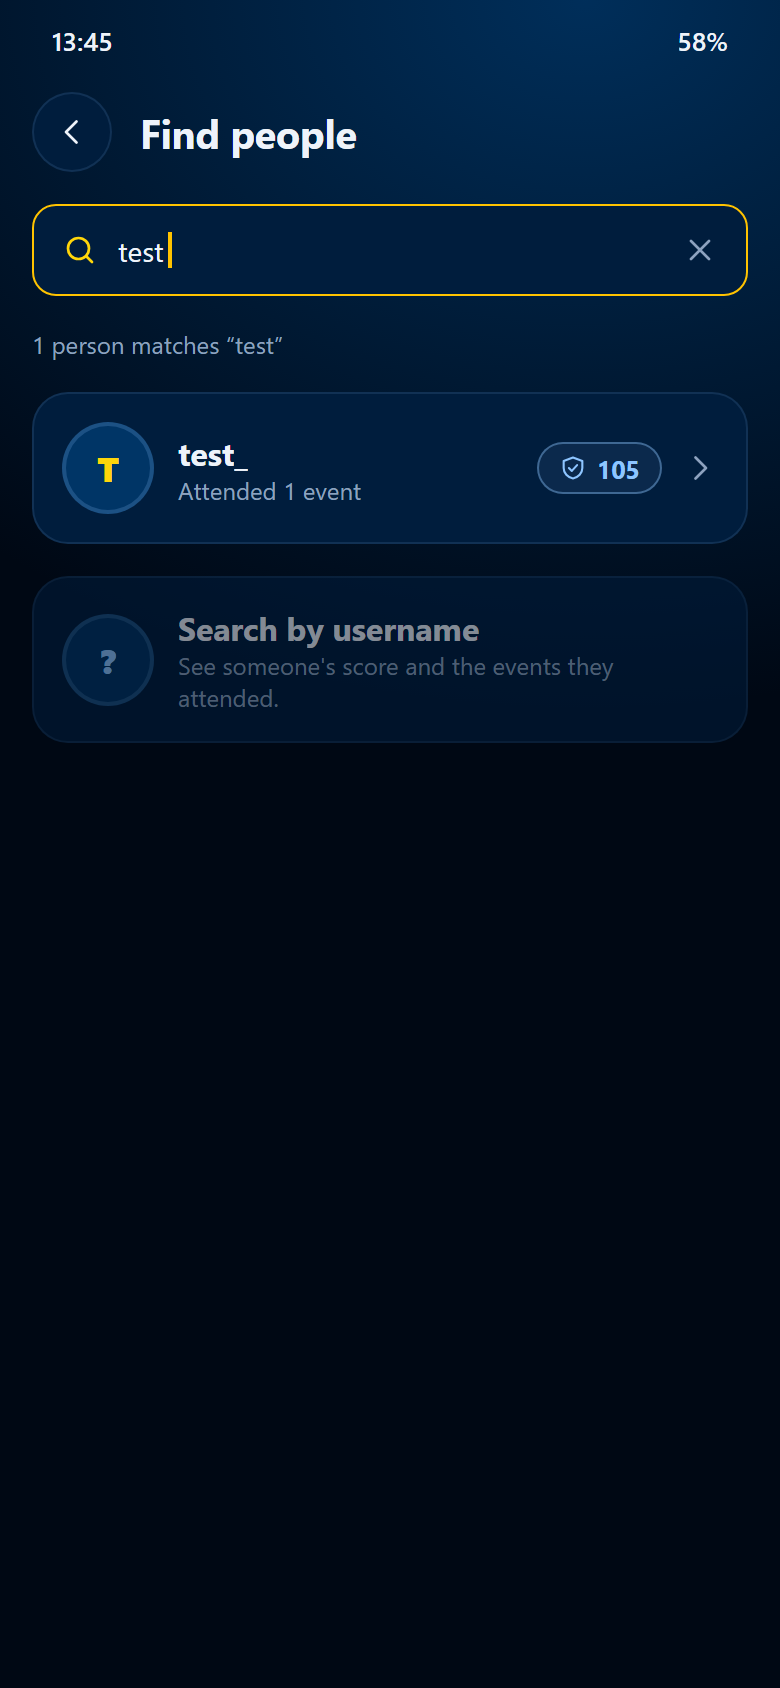 13:45
58%
Find people
test
1 person matches “test”
T
test_
105
Attended 1 event
?
Search by username
See someone's score and the events they
attended.